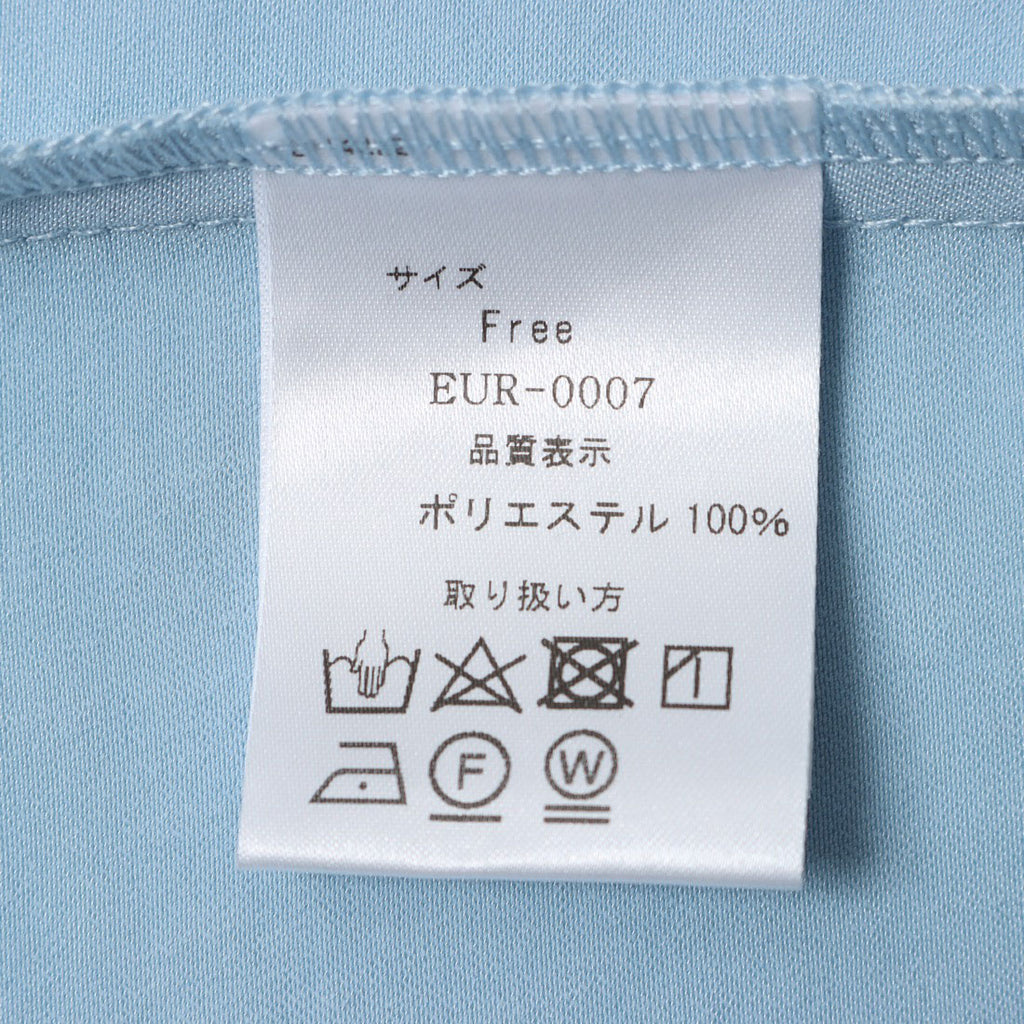 サイズ
Free
EUR-0007
品質表示
ポリエステル 100%
取り扱い方
F W